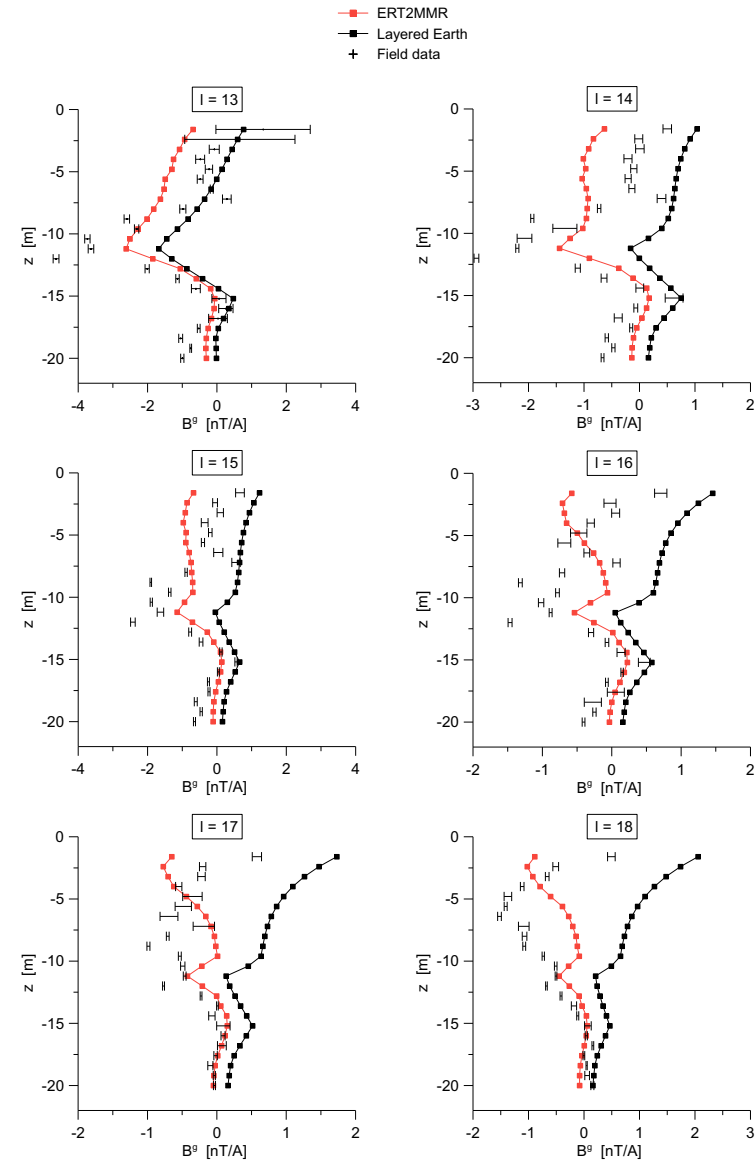 ERT2MMR
Layered Earth
Field data
I = 13
0
-5
-10
-15
-20
z [m]
-4 -2 0 2 4
Bᵍ [nT/A]
I = 14
0
-5
-10
-15
-20
z [m]
-3 -2 -1 0 1 2
Bᵍ [nT/A]
I = 15
0
-5
-10
-15
-20
z [m]
-4 -2 0 2 4
Bᵍ [nT/A]
I = 16
0
-5
-10
-15
-20
z [m]
-2 -1 0 1 2
Bᵍ [nT/A]
I = 17
0
-5
-10
-15
-20
z [m]
-2 -1 0 1 2
Bᵍ [nT/A]
I = 18
0
-5
-10
-15
-20
z [m]
-2 -1 0 1 2 3
Bᵍ [nT/A]